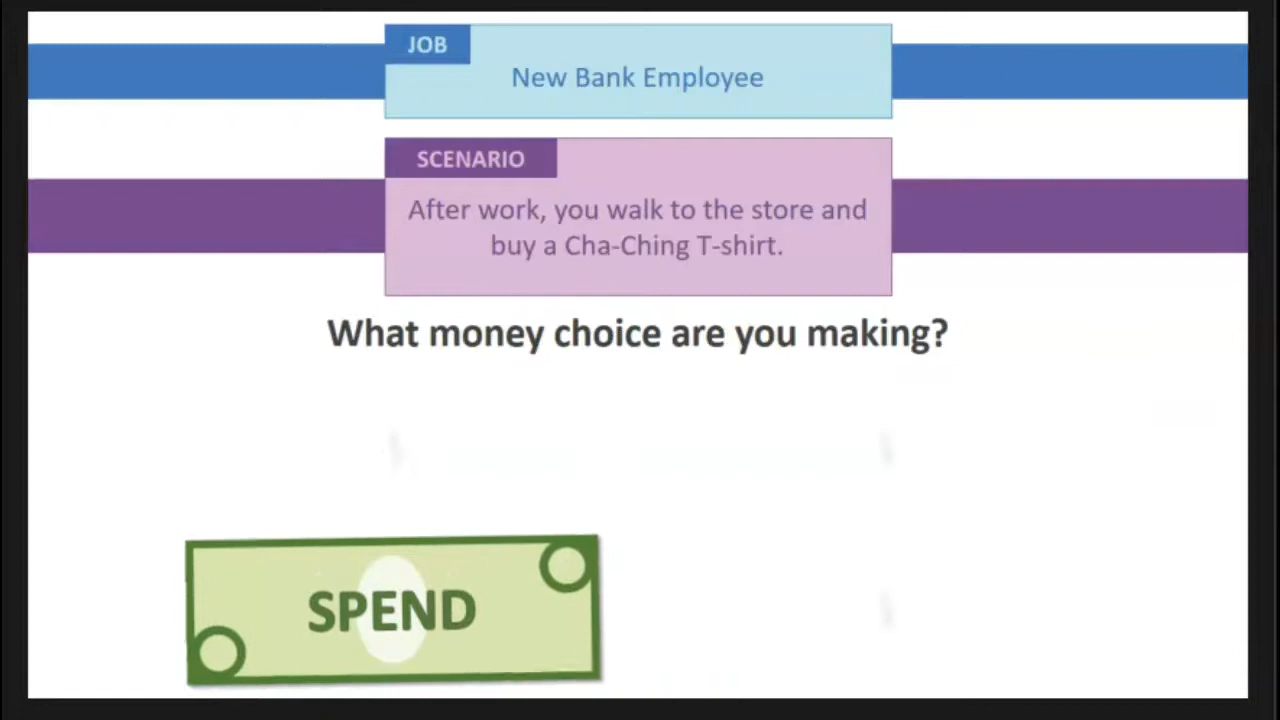 JOB
New Bank Employee
SCENARIO
After work, you walk to the store and
buy a Cha-Ching T-shirt.
What money choice are you making?
SPEND